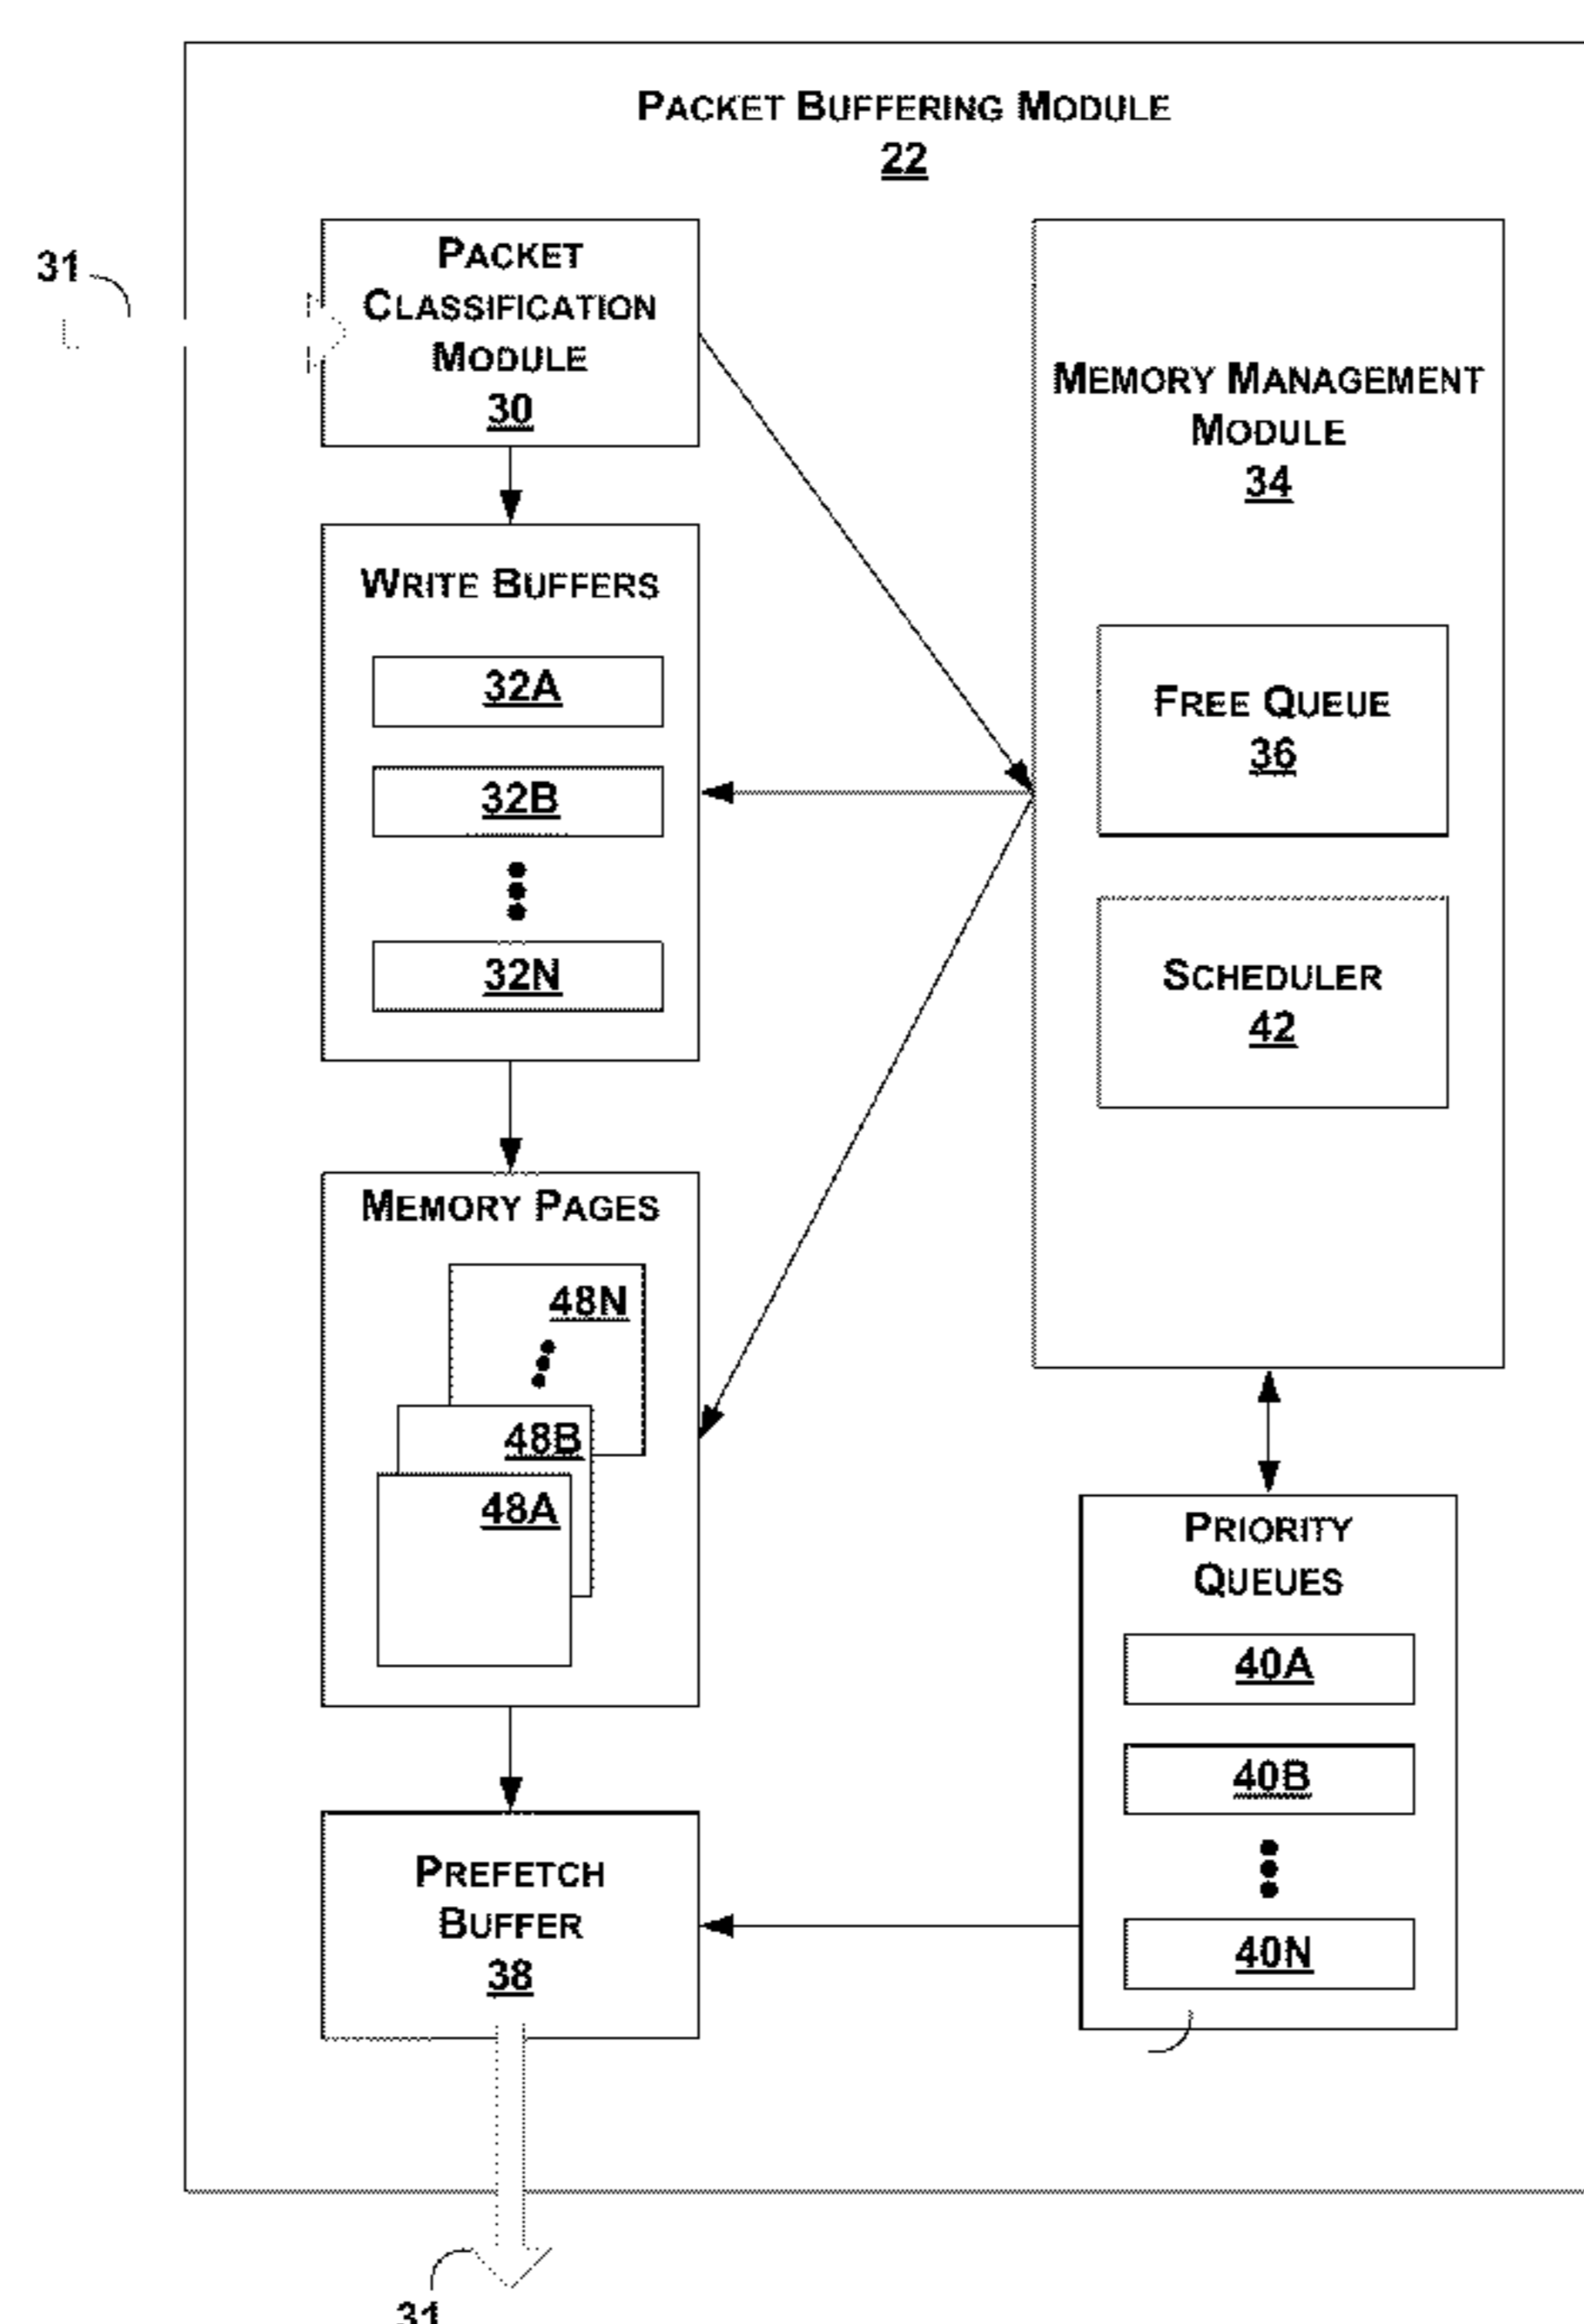 PACKET BUFFERING MODULE
22
31
PACKET
CLASSIFICATION
MODULE
30
MEMORY MANAGEMENT
MODULE
34
WRITE BUFFERS
32A
32B
32N
FREE QUEUE
36
SCHEDULER
42
MEMORY PAGES
48N
48B
48A
PRIORITY
QUEUES
40A
40B
40N
PREFETCH
BUFFER
38
31